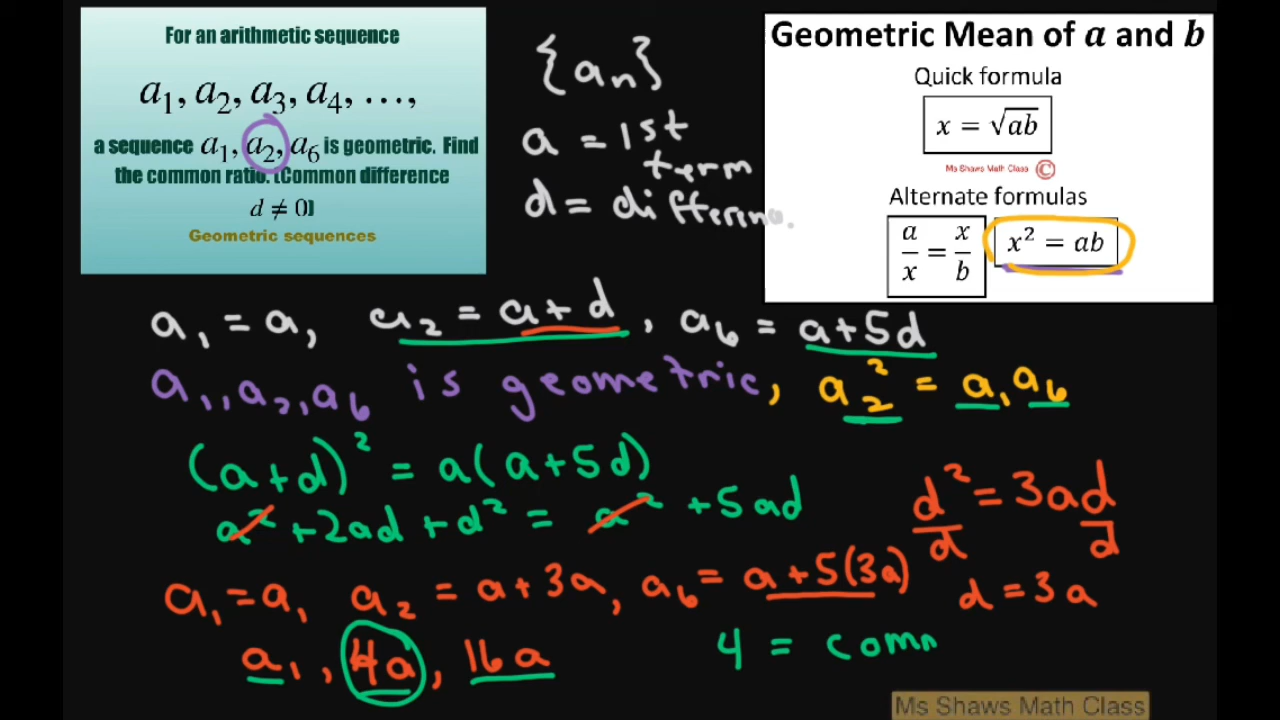 For an arithmetic sequence
a₁, a₂, a₃, a₄, ...,
a sequence a₁, a₂, a₆ is geometric. Find
the common ratio. (Common difference
d ≠ 0)
Geometric sequences
{aₙ}
a = 1st
term
d = differenc.
Geometric Mean of a and b
Quick formula
x = √ab
Ms Shaws Math Class ©
Alternate formulas
a/x = x/b
x² = ab
a₁ = a, a₂ = a + d, a₆ = a + 5d
a₁, a₂, a₆ is geometric, a₂² = a₁a₆
(a + d)² = a(a + 5d)
a² + 2ad + d² = a² + 5ad
d²/d = 3ad/d
d = 3a
a₁ = a, a₂ = a + 3a, a₆ = a + 5(3a)
a₁, 4a, 16a
4 = comm
Ms Shaws Math Class